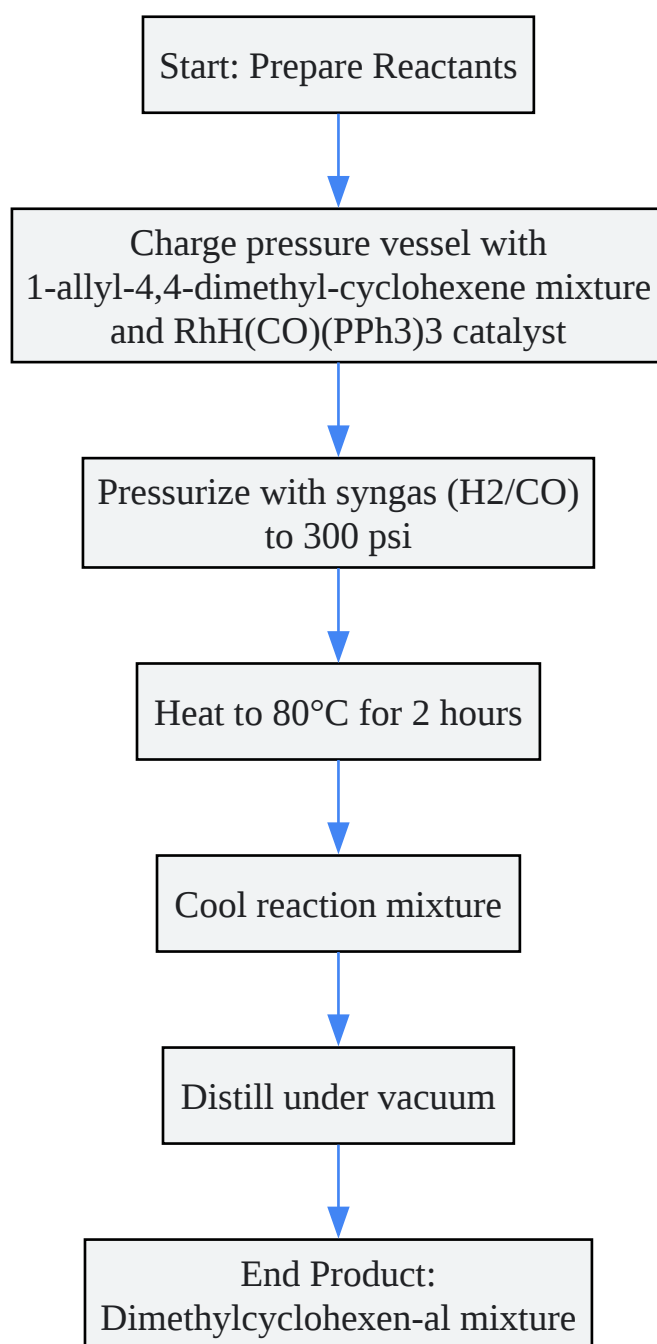 Start: Prepare Reactants
Charge pressure vessel with
1-allyl-4,4-dimethyl-cyclohexene mixture
and RhH(CO)(PPh3)3 catalyst
Pressurize with syngas (H2/CO)
to 300 psi
Heat to 80°C for 2 hours
Cool reaction mixture
Distill under vacuum
End Product:
Dimethylcyclohexen-al mixture